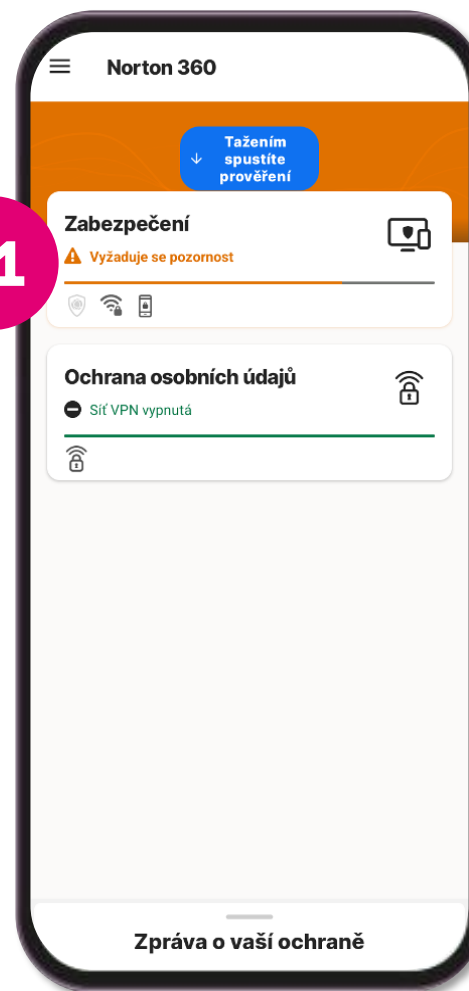 Norton 360
Tažením
spustíte
prověření
1
Zabezpečení
Vyžaduje se pozornost
Ochrana osobních údajů
Síť VPN vypnutá
Zpráva o vaší ochraně